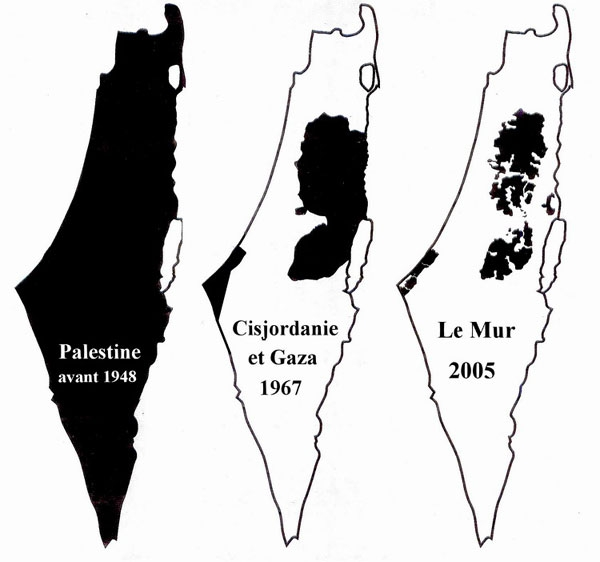 Palestine
avant 1948
Cisjordanie
et Gaza
1967
Le Mur
2005